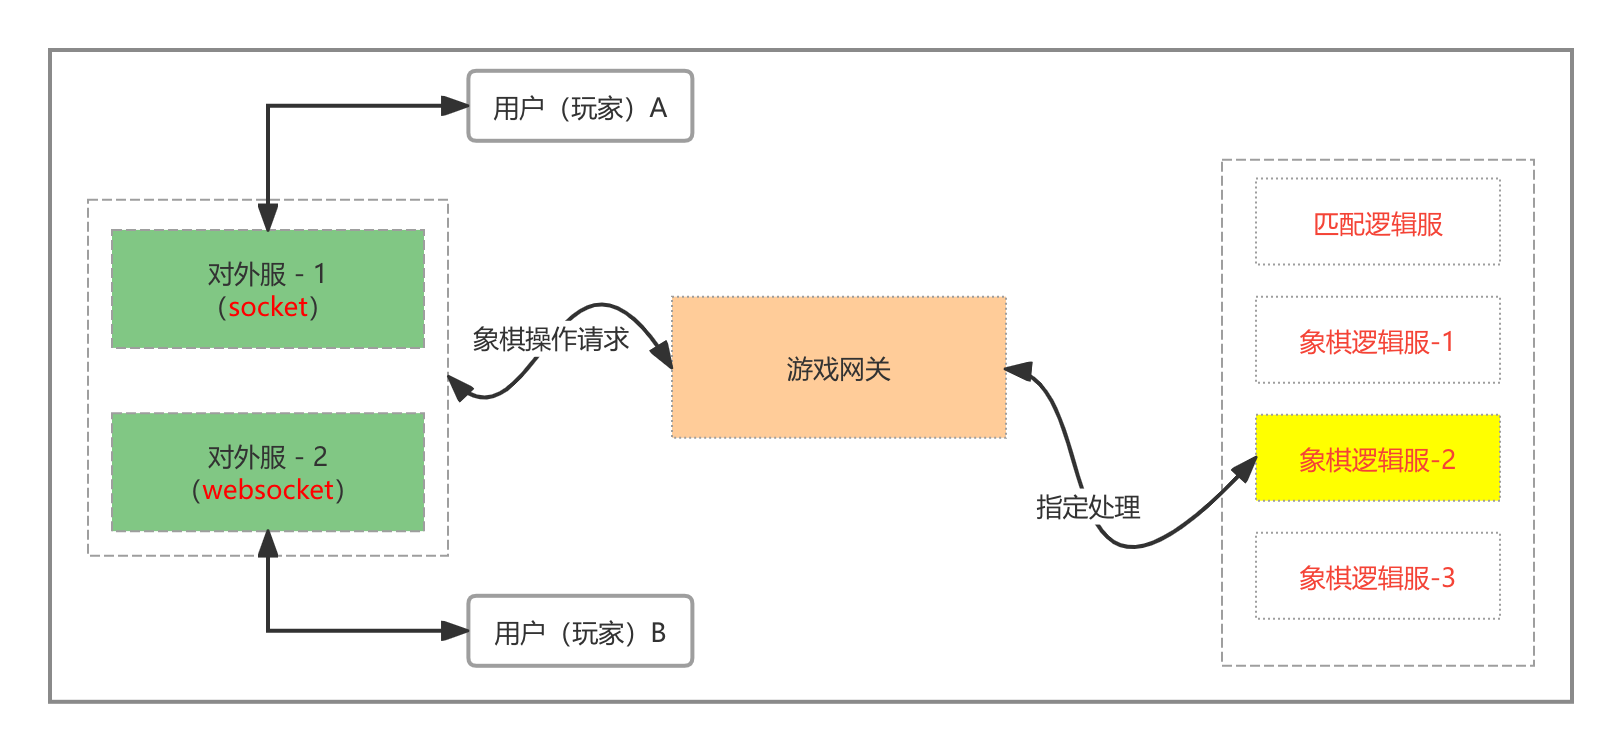 用户（玩家）A
对外服 - 1
（socket）
对外服 - 2
（websocket）
用户（玩家）B
象棋操作请求
游戏网关
指定处理
匹配逻辑服
象棋逻辑服-1
象棋逻辑服-2
象棋逻辑服-3